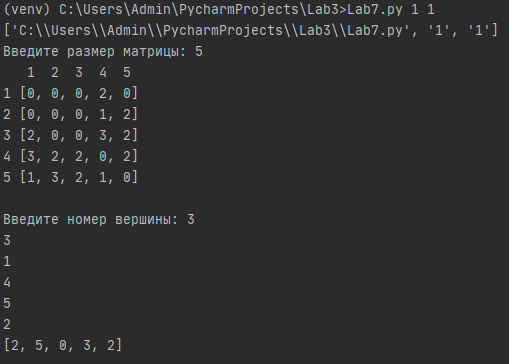 (venv) C:\Users\Admin\PycharmProjects\Lab3>Lab7.py 1 1
['C:\\Users\\Admin\\PycharmProjects\\Lab3\\Lab7.py', '1', '1']
Введите размер матрицы: 5
   1  2  3  4  5
1 [0, 0, 0, 2, 0]
2 [0, 0, 0, 1, 2]
3 [2, 0, 0, 3, 2]
4 [3, 2, 2, 0, 2]
5 [1, 3, 2, 1, 0]
Введите номер вершины: 3
3
1
4
5
2
[2, 5, 0, 3, 2]